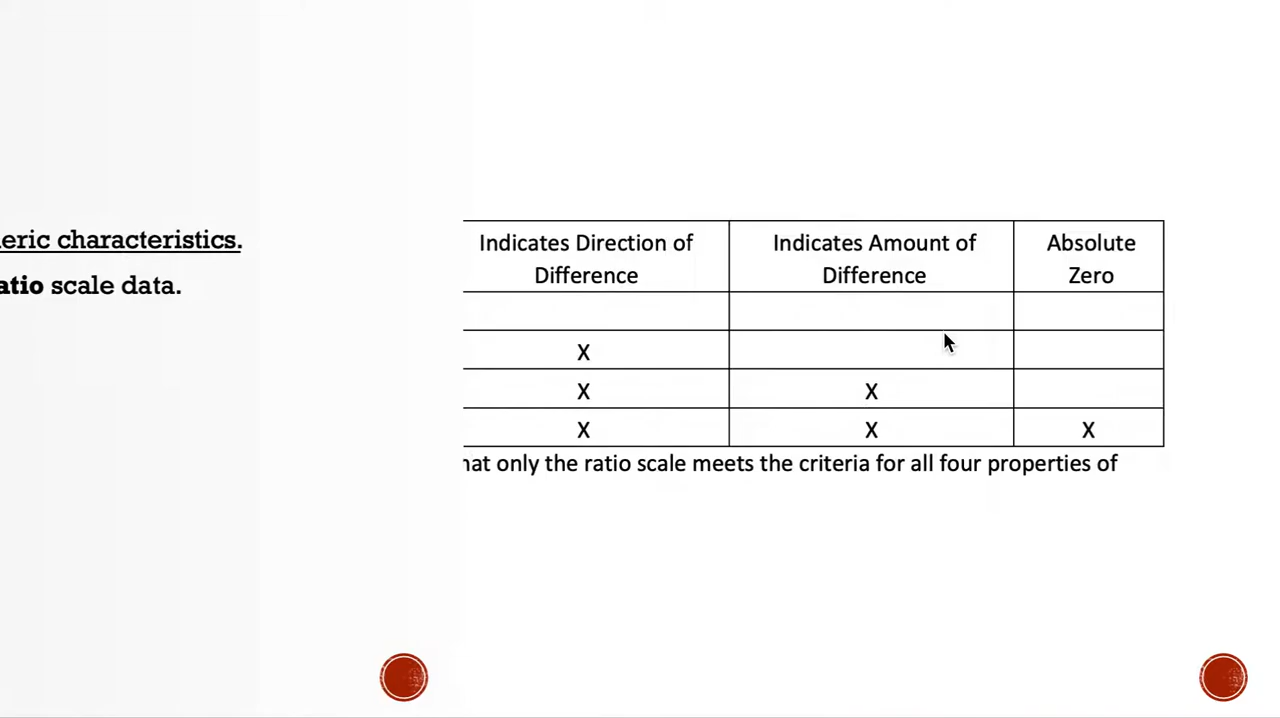 eric characteristics.
atio scale data.
Indicates Direction of Difference
Indicates Amount of Difference
Absolute Zero
X
X X
X X X
hat only the ratio scale meets the criteria for all four properties of